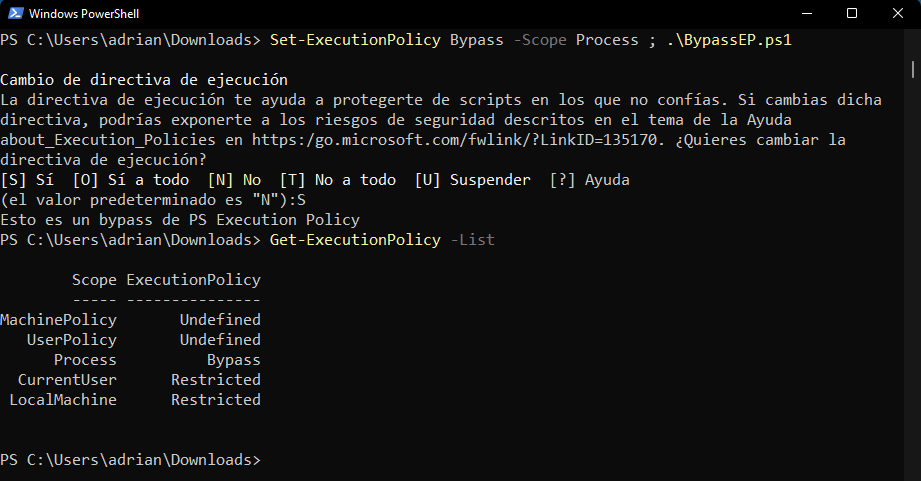 Windows PowerShell
PS C:\Users\adrian\Downloads> Set-ExecutionPolicy Bypass -Scope Process ; .\BypassEP.ps1
Cambio de directiva de ejecución
La directiva de ejecución te ayuda a protegerte de scripts en los que no confías. Si cambias dicha
directiva, podrías exponerte a los riesgos de seguridad descritos en el tema de la Ayuda
about_Execution_Policies en https:/go.microsoft.com/fwlink/?LinkID=135170. ¿Quieres cambiar la
directiva de ejecución?
[S] Sí  [O] Sí a todo  [N] No  [T] No a todo  [U] Suspender  [?] Ayuda
(el valor predeterminado es "N"):S
Esto es un bypass de PS Execution Policy
PS C:\Users\adrian\Downloads> Get-ExecutionPolicy -List
        Scope ExecutionPolicy
        ----- ---------------
MachinePolicy       Undefined
   UserPolicy       Undefined
      Process          Bypass
  CurrentUser      Restricted
 LocalMachine      Restricted
PS C:\Users\adrian\Downloads>